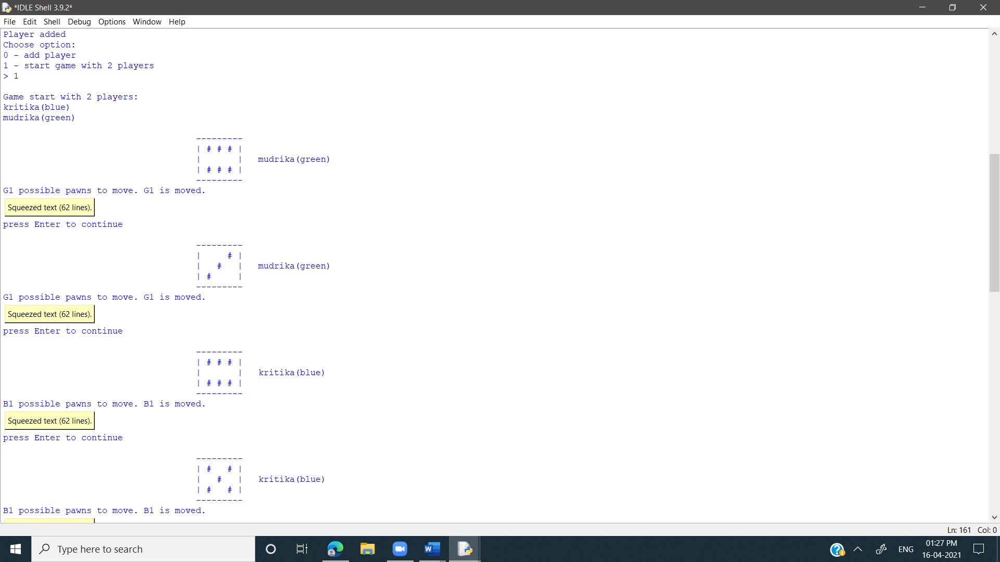 *IDLE Shell 3.9.2*
File Edit Shell Debug Options Window Help
Player added
Choose option:
0 - add player
1 - start game with 2 players
> 1
Game start with 2 players:
kritika(blue)
mudrika(green)
---------
| # # # |
|       |   mudrika(green)
| # # # |
---------
G1 possible pawns to move. G1 is moved.
Squeezed text (62 lines).
press Enter to continue
---------
|     # |
|   #   |   mudrika(green)
| #     |
---------
G1 possible pawns to move. G1 is moved.
Squeezed text (62 lines).
press Enter to continue
---------
| # # # |
|       |   kritika(blue)
| # # # |
---------
B1 possible pawns to move. B1 is moved.
Squeezed text (62 lines).
press Enter to continue
---------
| #   # |
|   #   |   kritika(blue)
| #   # |
---------
B1 possible pawns to move. B1 is moved.
Ln: 161 Col: 0
Type here to search
ENG
01:27 PM
16-04-2021